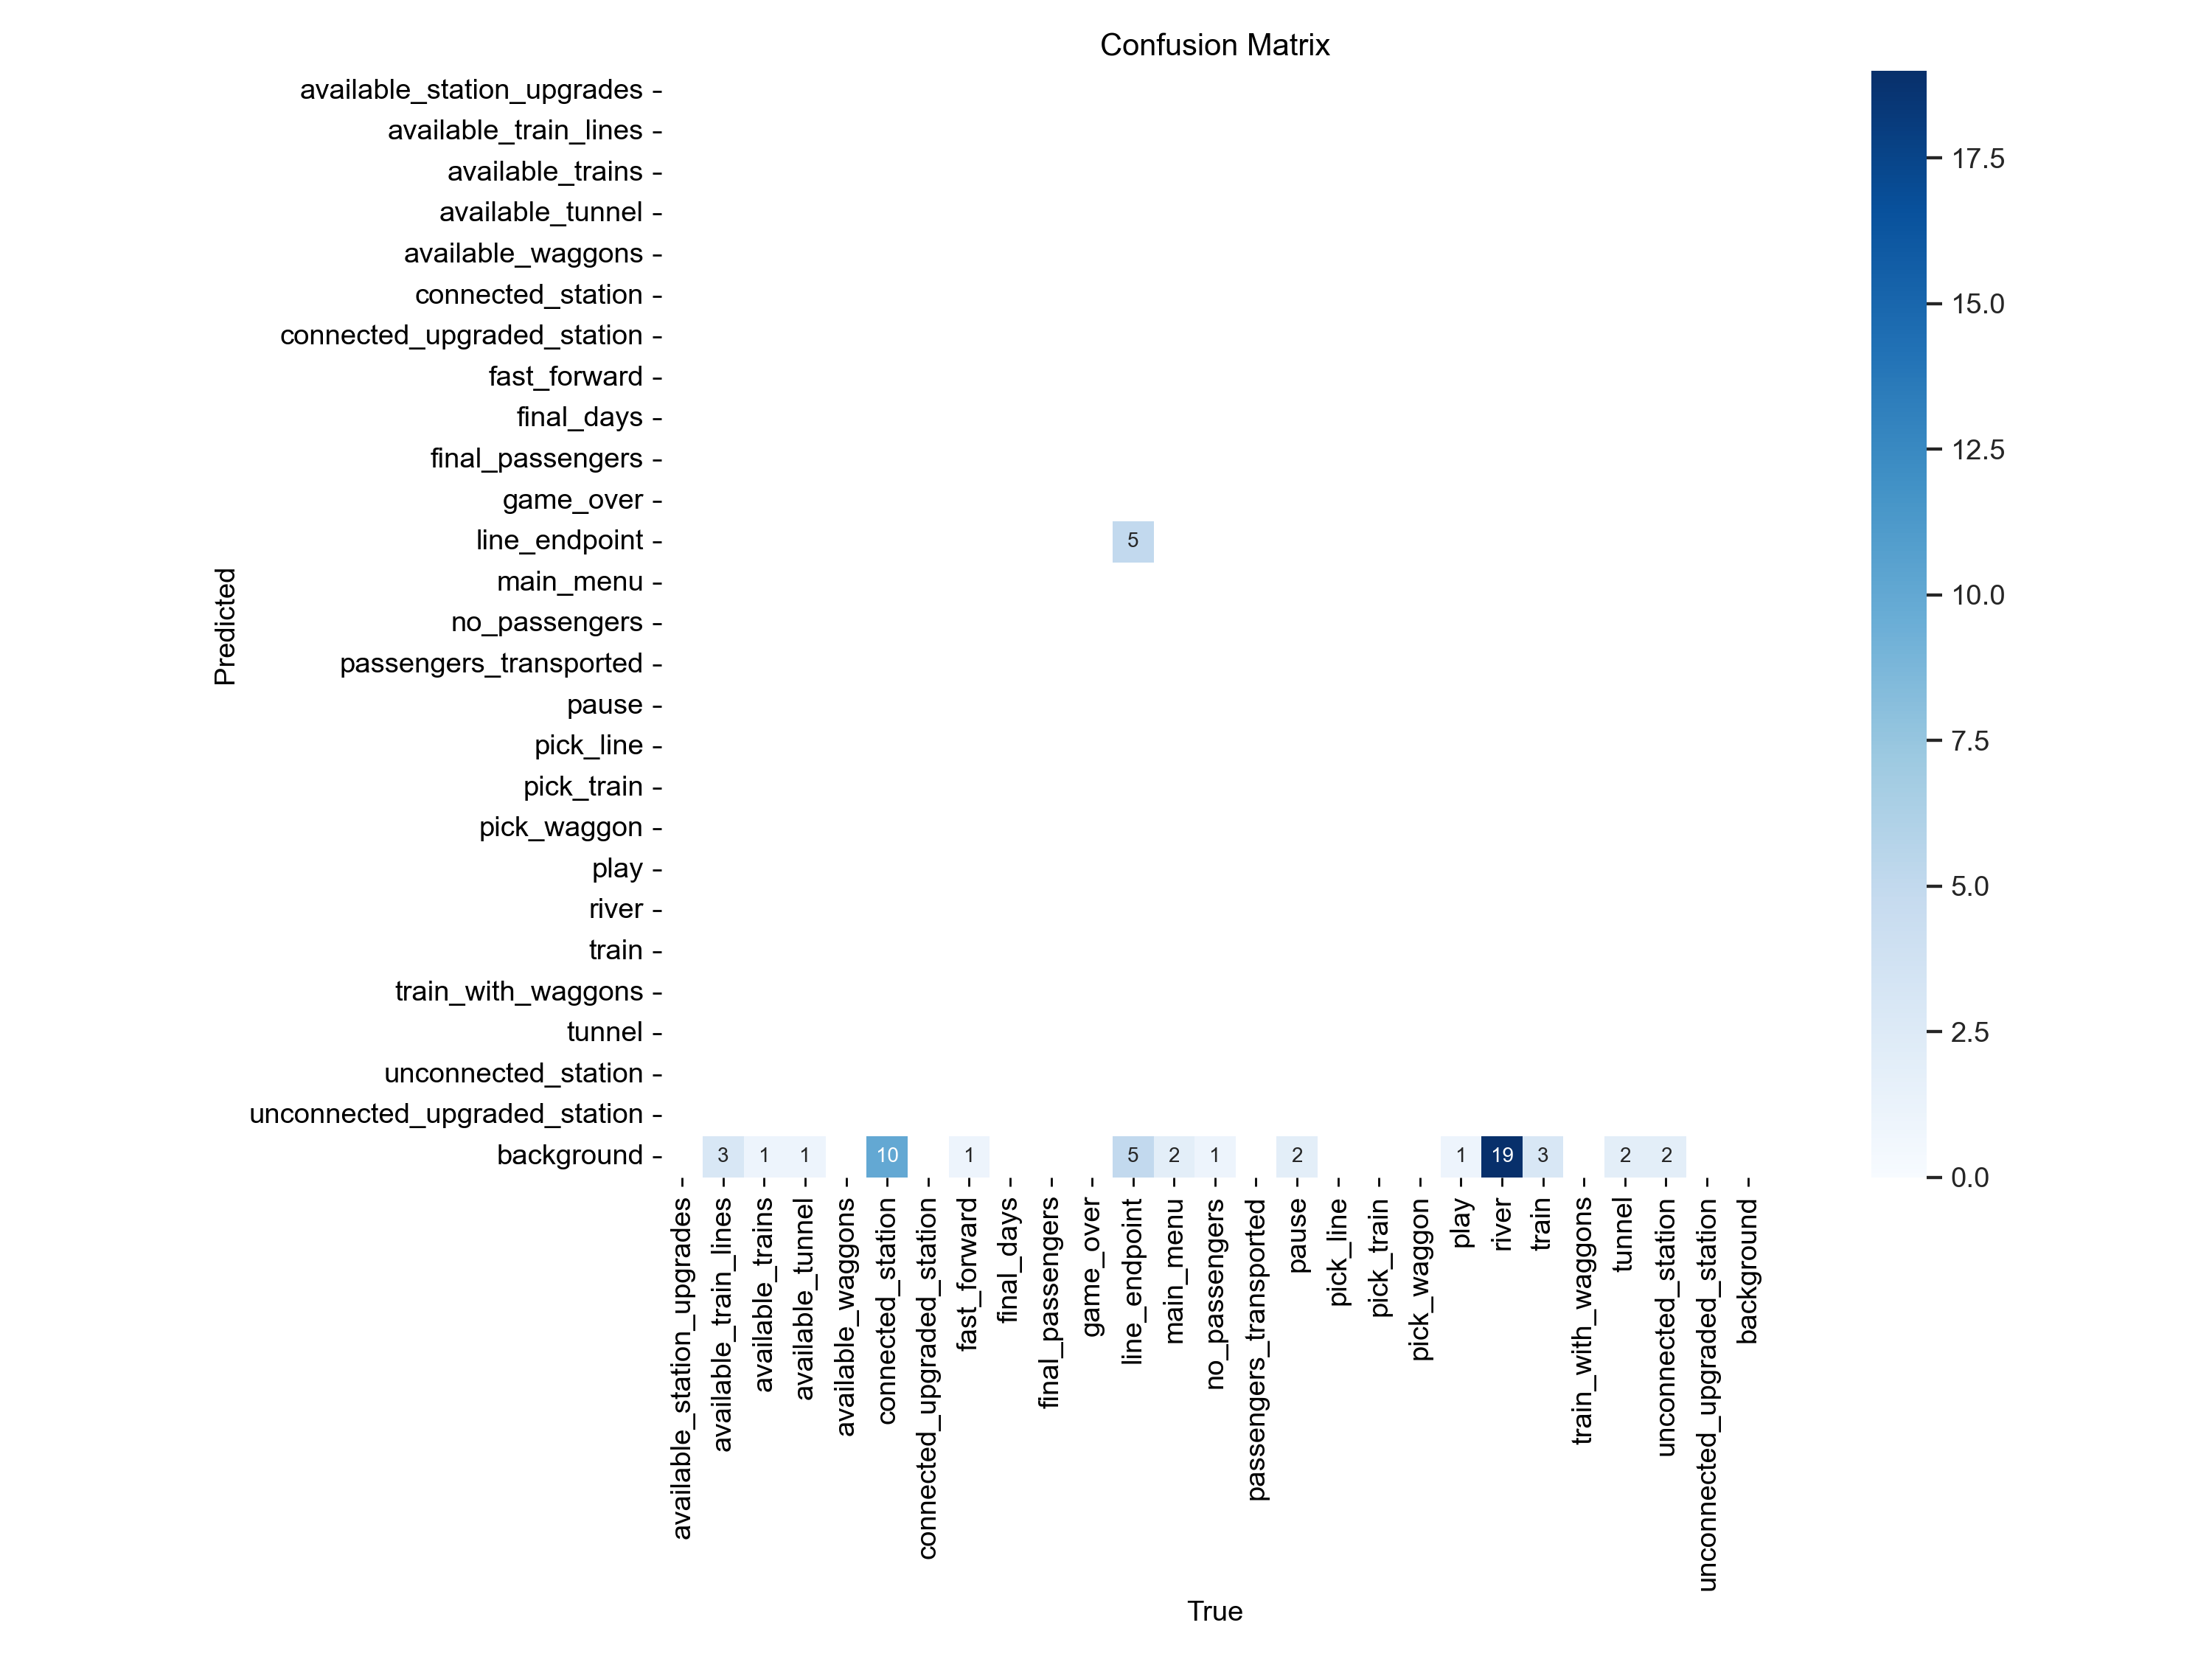 Confusion Matrix
available_station_upgrades
available_train_lines
available_trains
available_tunnel
available_waggons
connected_station
connected_upgraded_station
fast_forward
final_days
final_passengers
game_over
line_endpoint
main_menu
no_passengers
passengers_transported
pause
pick_line
pick_train
pick_waggon
play
river
train
train_with_waggons
tunnel
unconnected_station
unconnected_upgraded_station
background
Predicted
5
3 1 1 10 1 5 2 1 2 1 19 3 2 2
available_station_upgrades
available_train_lines
available_trains
available_tunnel
available_waggons
connected_station
connected_upgraded_station
fast_forward
final_days
final_passengers
game_over
line_endpoint
main_menu
no_passengers
passengers_transported
pause
pick_line
pick_train
pick_waggon
play
river
train
train_with_waggons
tunnel
unconnected_station
unconnected_upgraded_station
background
True
17.5
15.0
12.5
10.0
7.5
5.0
2.5
0.0